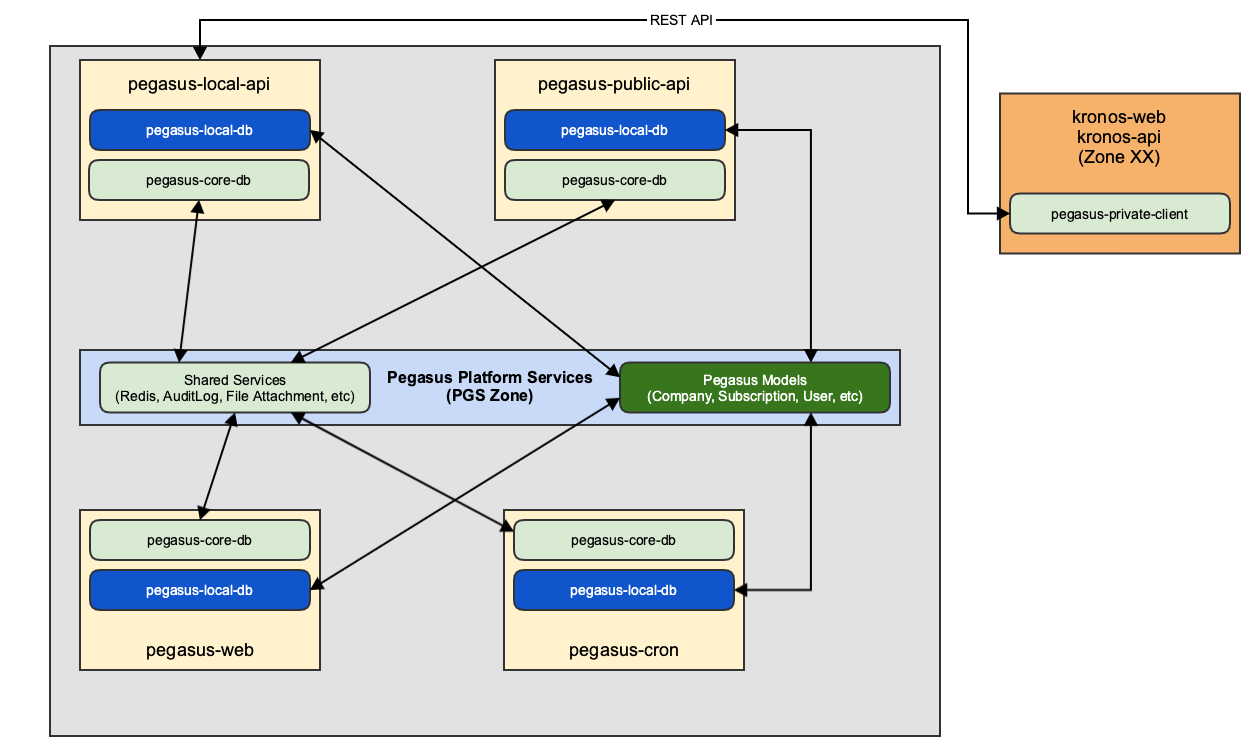 REST API
pegasus-local-api
pegasus-local-db
pegasus-core-db
pegasus-public-api
pegasus-local-db
pegasus-core-db
kronos-web
kronos-api
(Zone XX)
pegasus-private-client
Shared Services
(Redis, AuditLog, File Attachment, etc)
Pegasus Platform Services
(PGS Zone)
Pegasus Models
(Company, Subscription, User, etc)
pegasus-core-db
pegasus-local-db
pegasus-web
pegasus-core-db
pegasus-local-db
pegasus-cron